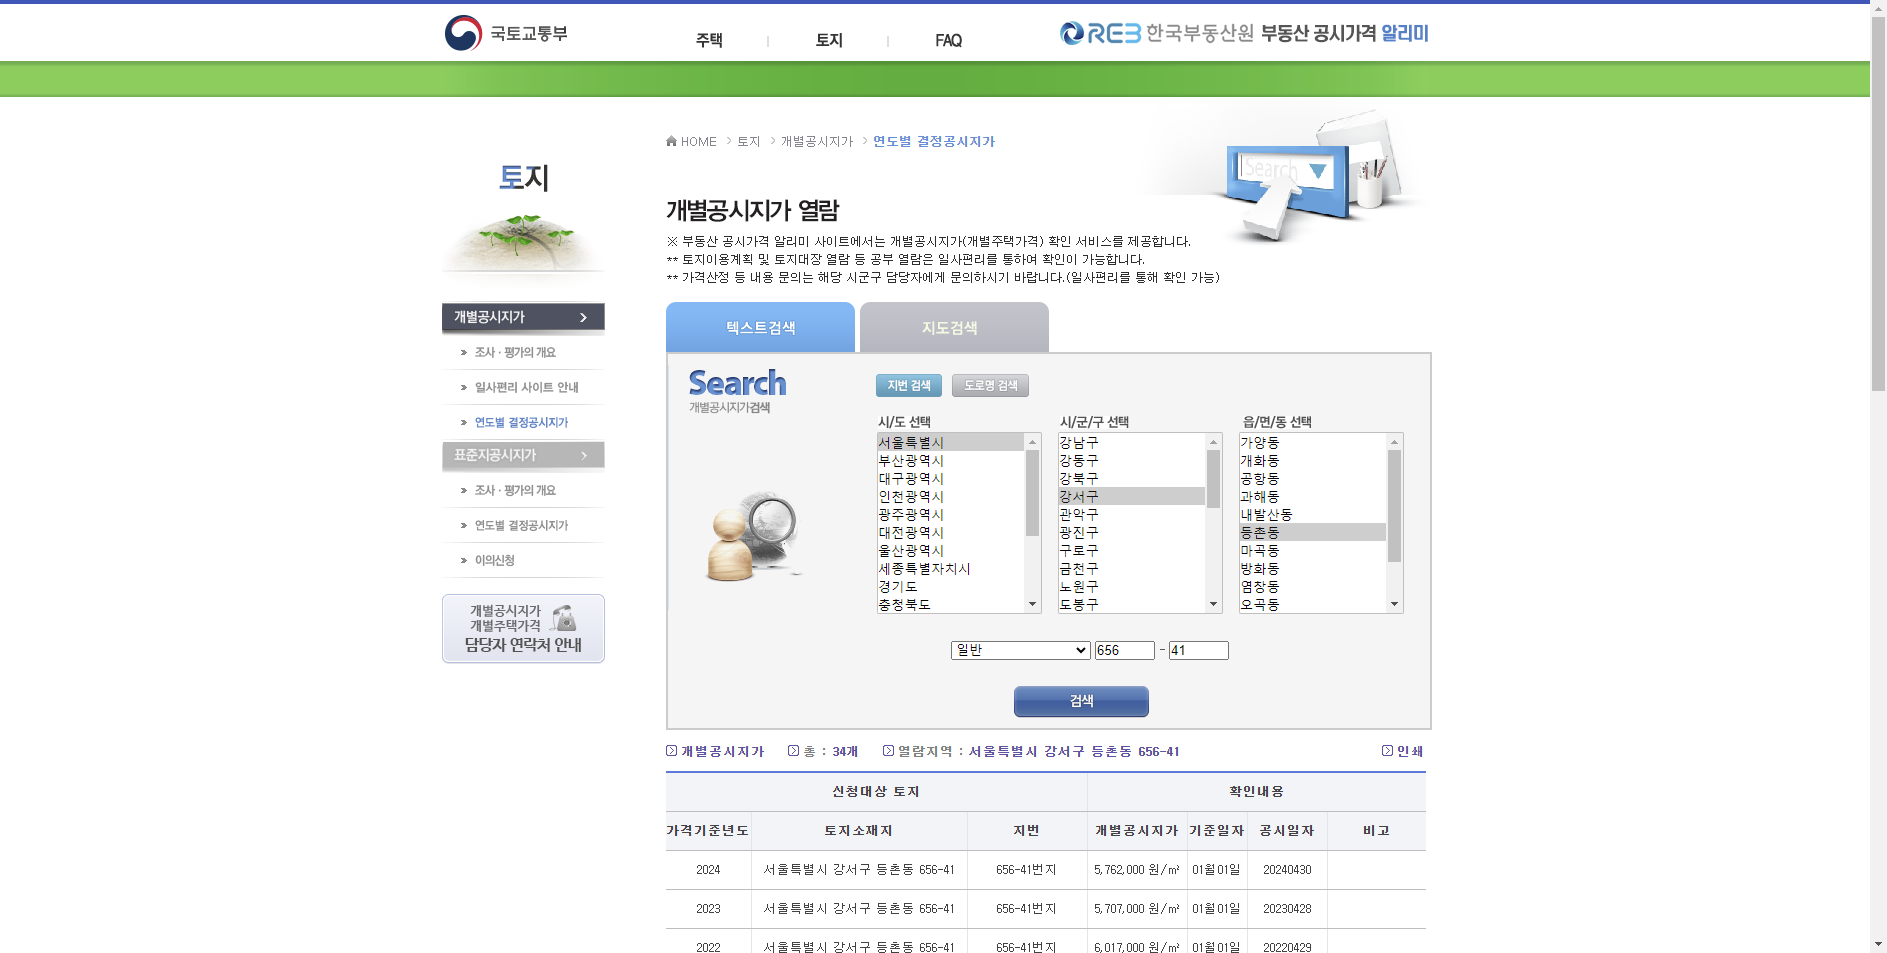 국토교통부
주택
토지
FAQ
REB 한국부동산원 부동산 공시가격 알리미
HOME > 토지 > 개별공시지가 > 연도별 결정공시지가
Search
토지
개별공시지가 열람
※ 부동산 공시가격 알리미 사이트에서는 개별공시지가(개별주택가격) 확인 서비스를 제공합니다.
** 토지이용계획 및 토지대장 열람 등 공부 열람은 일사편리를 통하여 확인이 가능합니다.
** 가격산정 등 내용 문의는 해당 시군구 담당자에게 문의하시기 바랍니다.(일사편리를 통해 확인 가능)
개별공시지가
조사 · 평가의 개요
일사편리 사이트 안내
연도별 결정공시지가
표준지공시지가
조사 · 평가의 개요
연도별 결정공시지가
이의신청
개별공시지가
개별주택가격
담당자 연락처 안내
텍스트검색
지도검색
Search
개별공시지가검색
지번 검색
도로명 검색
시/도 선택
서울특별시
부산광역시
대구광역시
인천광역시
광주광역시
대전광역시
울산광역시
세종특별자치시
경기도
충청북도
시/군/구 선택
강남구
강동구
강북구
강서구
관악구
광진구
구로구
금천구
노원구
도봉구
읍/면/동 선택
가양동
개화동
공항동
과해동
내발산동
등촌동
마곡동
방화동
염창동
오곡동
일반 656 - 41
검색
개별공시지가 총 : 34개 열람지역 : 서울특별시 강서구 등촌동 656-41 인쇄
신청대상 토지 확인내용
가격기준년도 토지소재지 지번 개별공시지가 기준일자 공시일자 비고
2024 서울특별시 강서구 등촌동 656-41 656-41번지 5,762,000 원/㎡ 01월01일 20240430
2023 서울특별시 강서구 등촌동 656-41 656-41번지 5,707,000 원/㎡ 01월01일 20230428
2022 서울특별시 강서구 등촌동 656-41 656-41번지 6,017,000 원/㎡ 01월01일 20220429